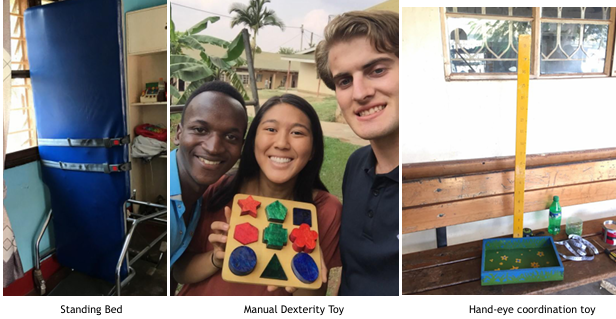 Standing Bed
Manual Dexterity Toy
Hand-eye coordination toy